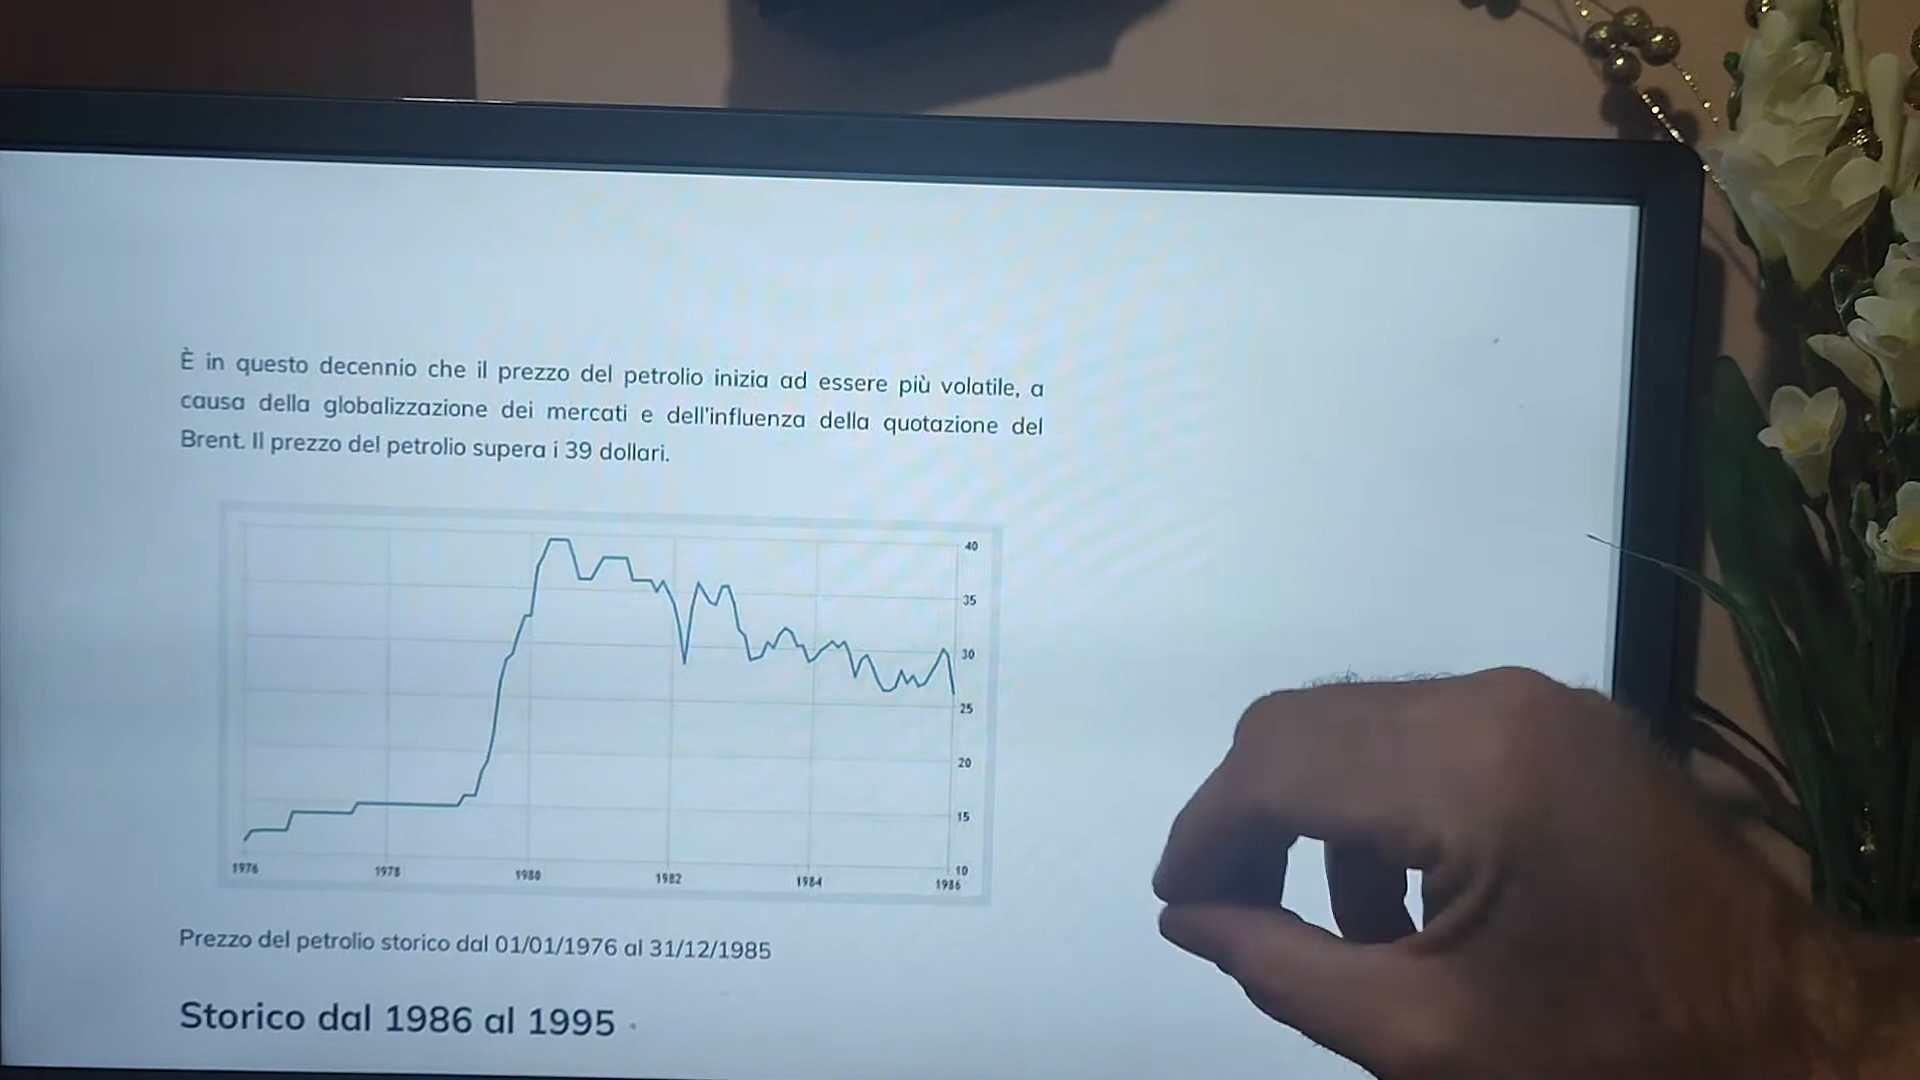 È in questo decennio che il prezzo del petrolio inizia ad essere più volatile, a
causa della globalizzazione dei mercati e dell'influenza della quotazione del
Brent. Il prezzo del petrolio supera i 39 dollari.
40
35
30
25
20
15
10
1976 1978 1980 1982 1984 1986
Prezzo del petrolio storico dal 01/01/1976 al 31/12/1985
Storico dal 1986 al 1995